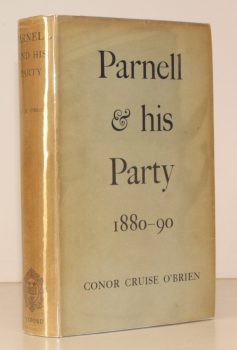 PARNELL
AND HIS
PARTY
Parnell
& his
Party
1880–90
CONOR CRUISE O'BRIEN
OXFORD